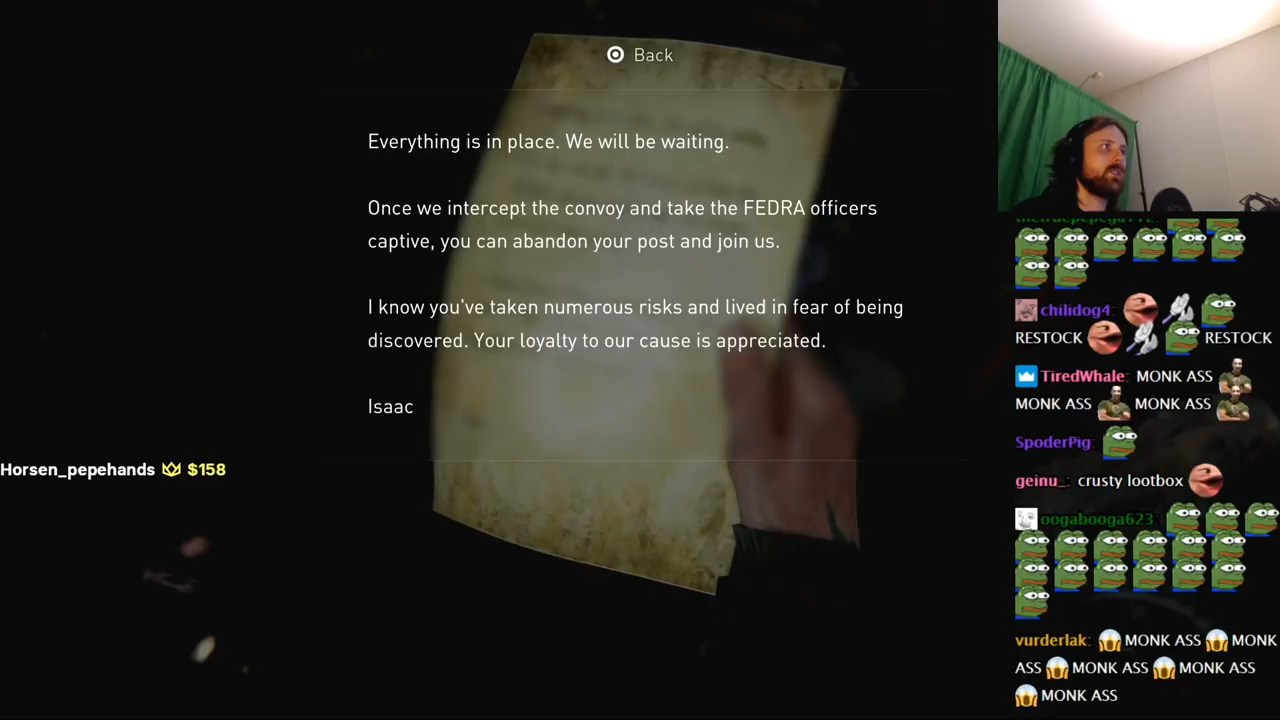 Back
Everything is in place. We will be waiting.
Once we intercept the convoy and take the FEDRA officers
captive, you can abandon your post and join us.
I know you've taken numerous risks and lived in fear of being
discovered. Your loyalty to our cause is appreciated.
Isaac
Horsen_pepehands $158
chilidog4:
RESTOCK RESTOCK
TiredWhale: MONK ASS
MONK ASS MONK ASS
SpoderPig:
geinu_: crusty lootbox
oogabooga623
vurderlak: MONK ASS MONK
ASS MONK ASS MONK ASS
MONK ASS